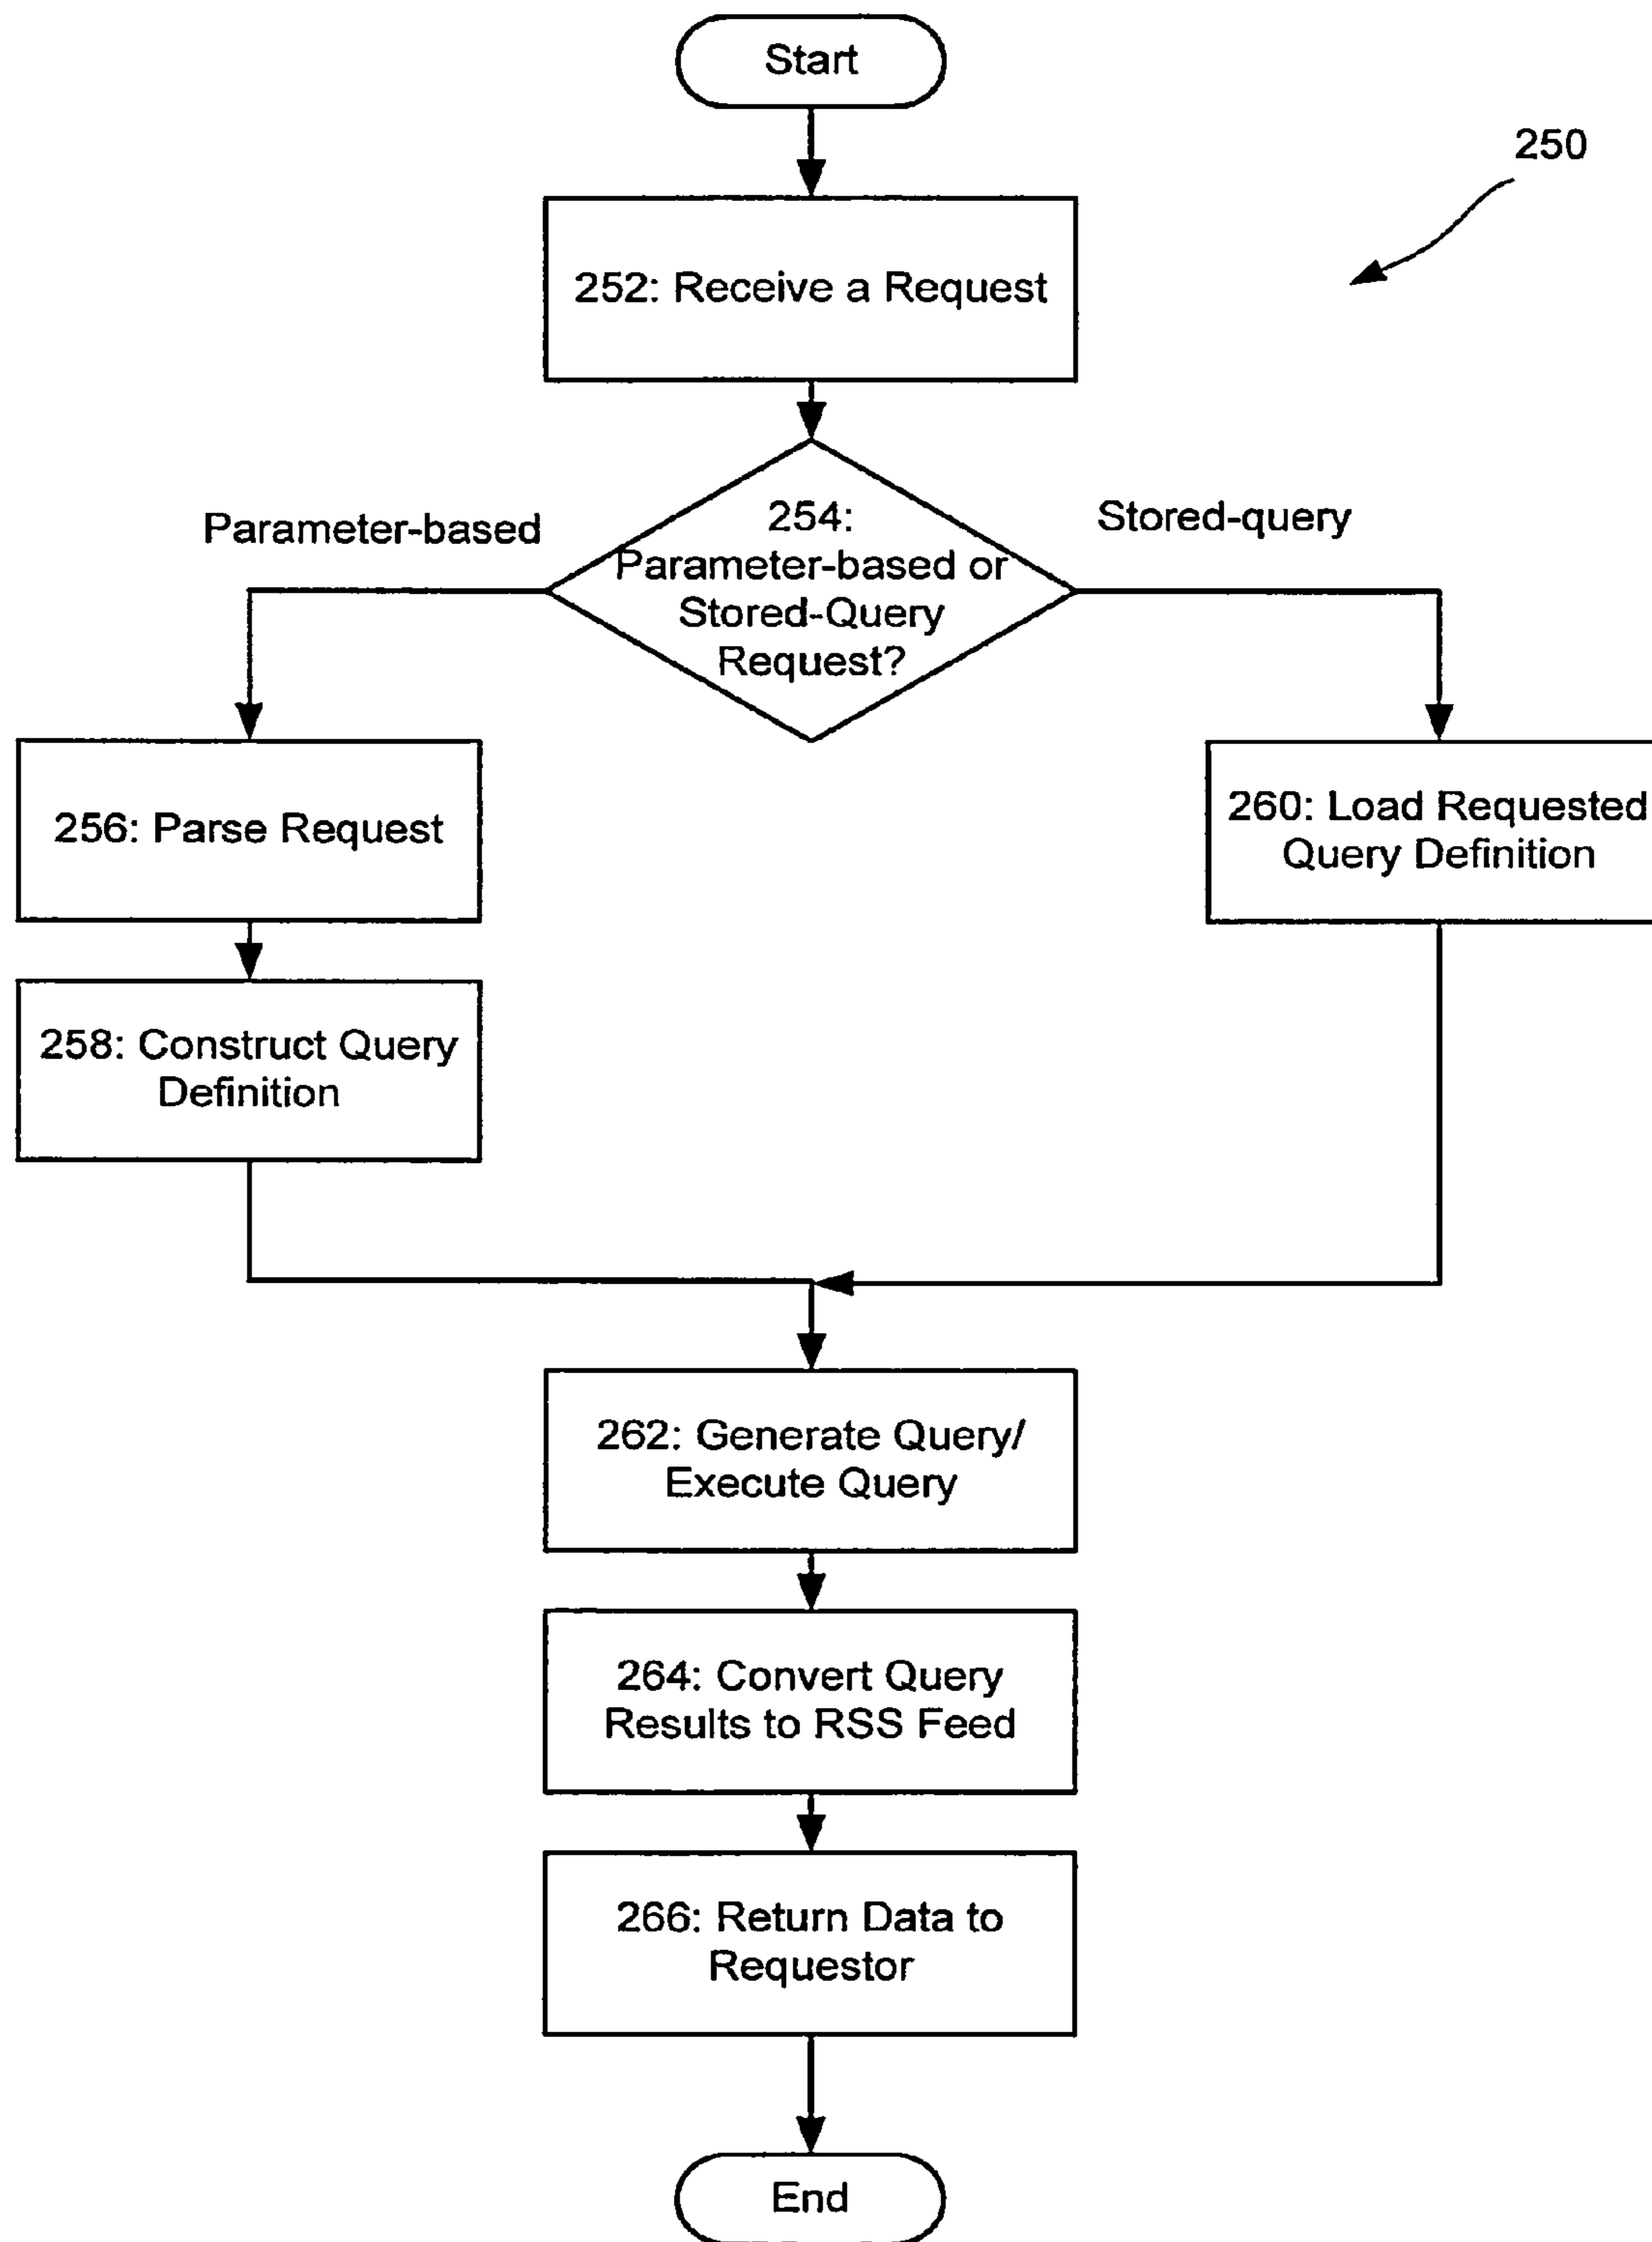 Start
250
252: Receive a Request
Parameter-based
254:
Parameter-based or
Stored-Query
Request?
Stored-query
256: Parse Request
260: Load Requested
Query Definition
258: Construct Query
Definition
262: Generate Query/
Execute Query
264: Convert Query
Results to RSS Feed
266: Return Data to
Requestor
End